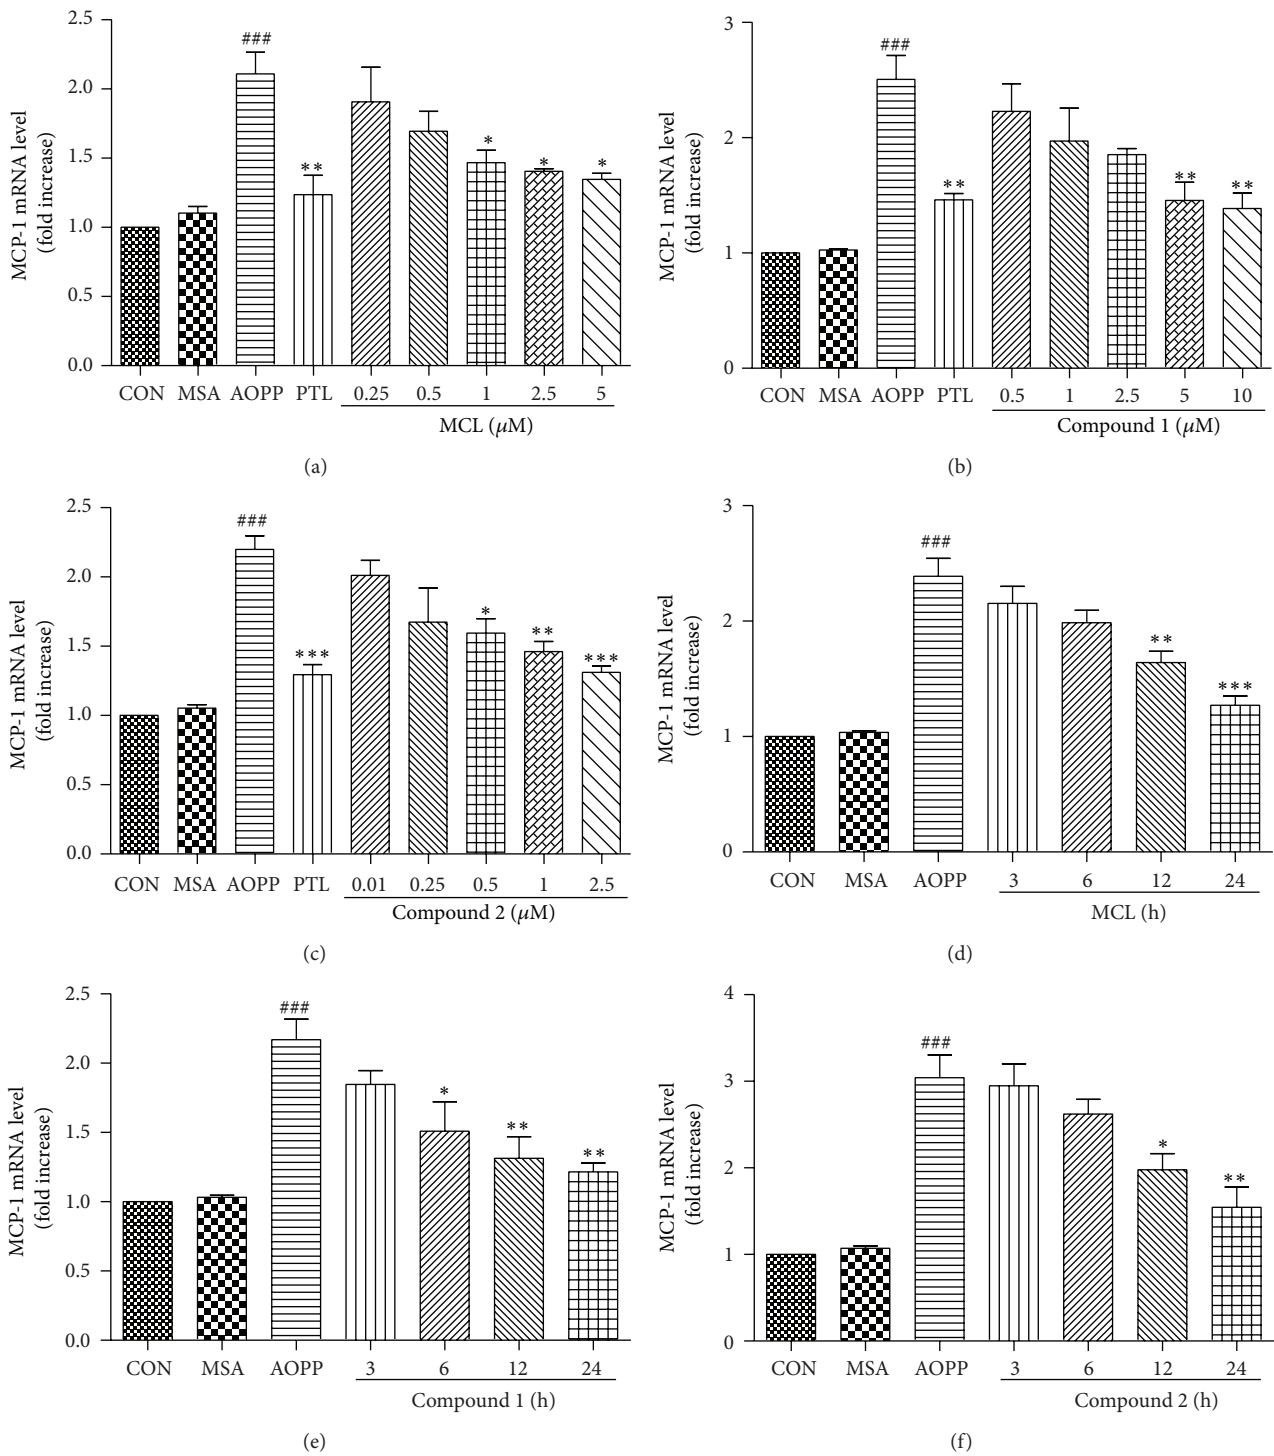 MCP-1 mRNA level
(fold increase)
2.5
2.0
1.5
1.0
0.5
0.0
###
**
*
*
*
CON MSA AOPP PTL 0.25 0.5 1 2.5 5
MCL (μM)
(a)
MCP-1 mRNA level
(fold increase)
3
2
1
0
###
**
**
**
CON MSA AOPP PTL 0.5 1 2.5 5 10
Compound 1 (μM)
(b)
MCP-1 mRNA level
(fold increase)
2.5
2.0
1.5
1.0
0.5
0.0
###
***
*
**
***
CON MSA AOPP PTL 0.01 0.25 0.5 1 2.5
Compound 2 (μM)
(c)
MCP-1 mRNA level
(fold increase)
3
2
1
0
###
**
***
CON MSA AOPP 3 6 12 24
MCL (h)
(d)
MCP-1 mRNA level
(fold increase)
2.5
2.0
1.5
1.0
0.5
0.0
###
*
**
**
CON MSA AOPP 3 6 12 24
Compound 1 (h)
(e)
MCP-1 mRNA level
(fold increase)
4
3
2
1
0
###
*
**
CON MSA AOPP 3 6 12 24
Compound 2 (h)
(f)